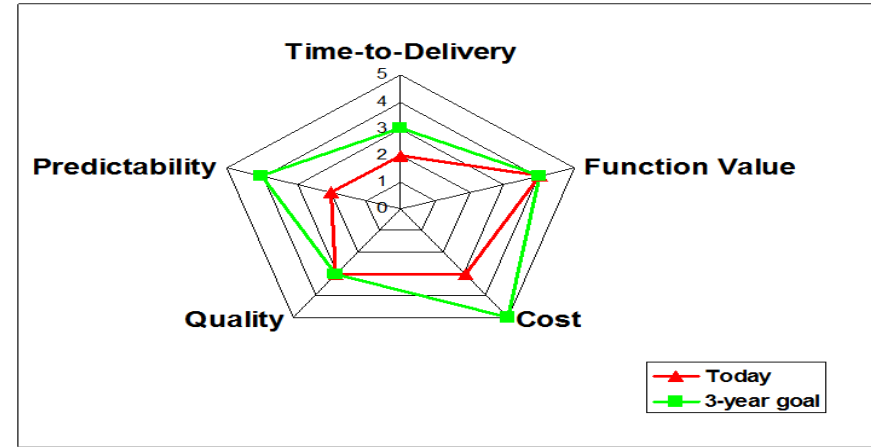 Time-to-Delivery
5
4
3
2
1
0
Predictability
Function Value
Quality
Cost
Today
3-year goal